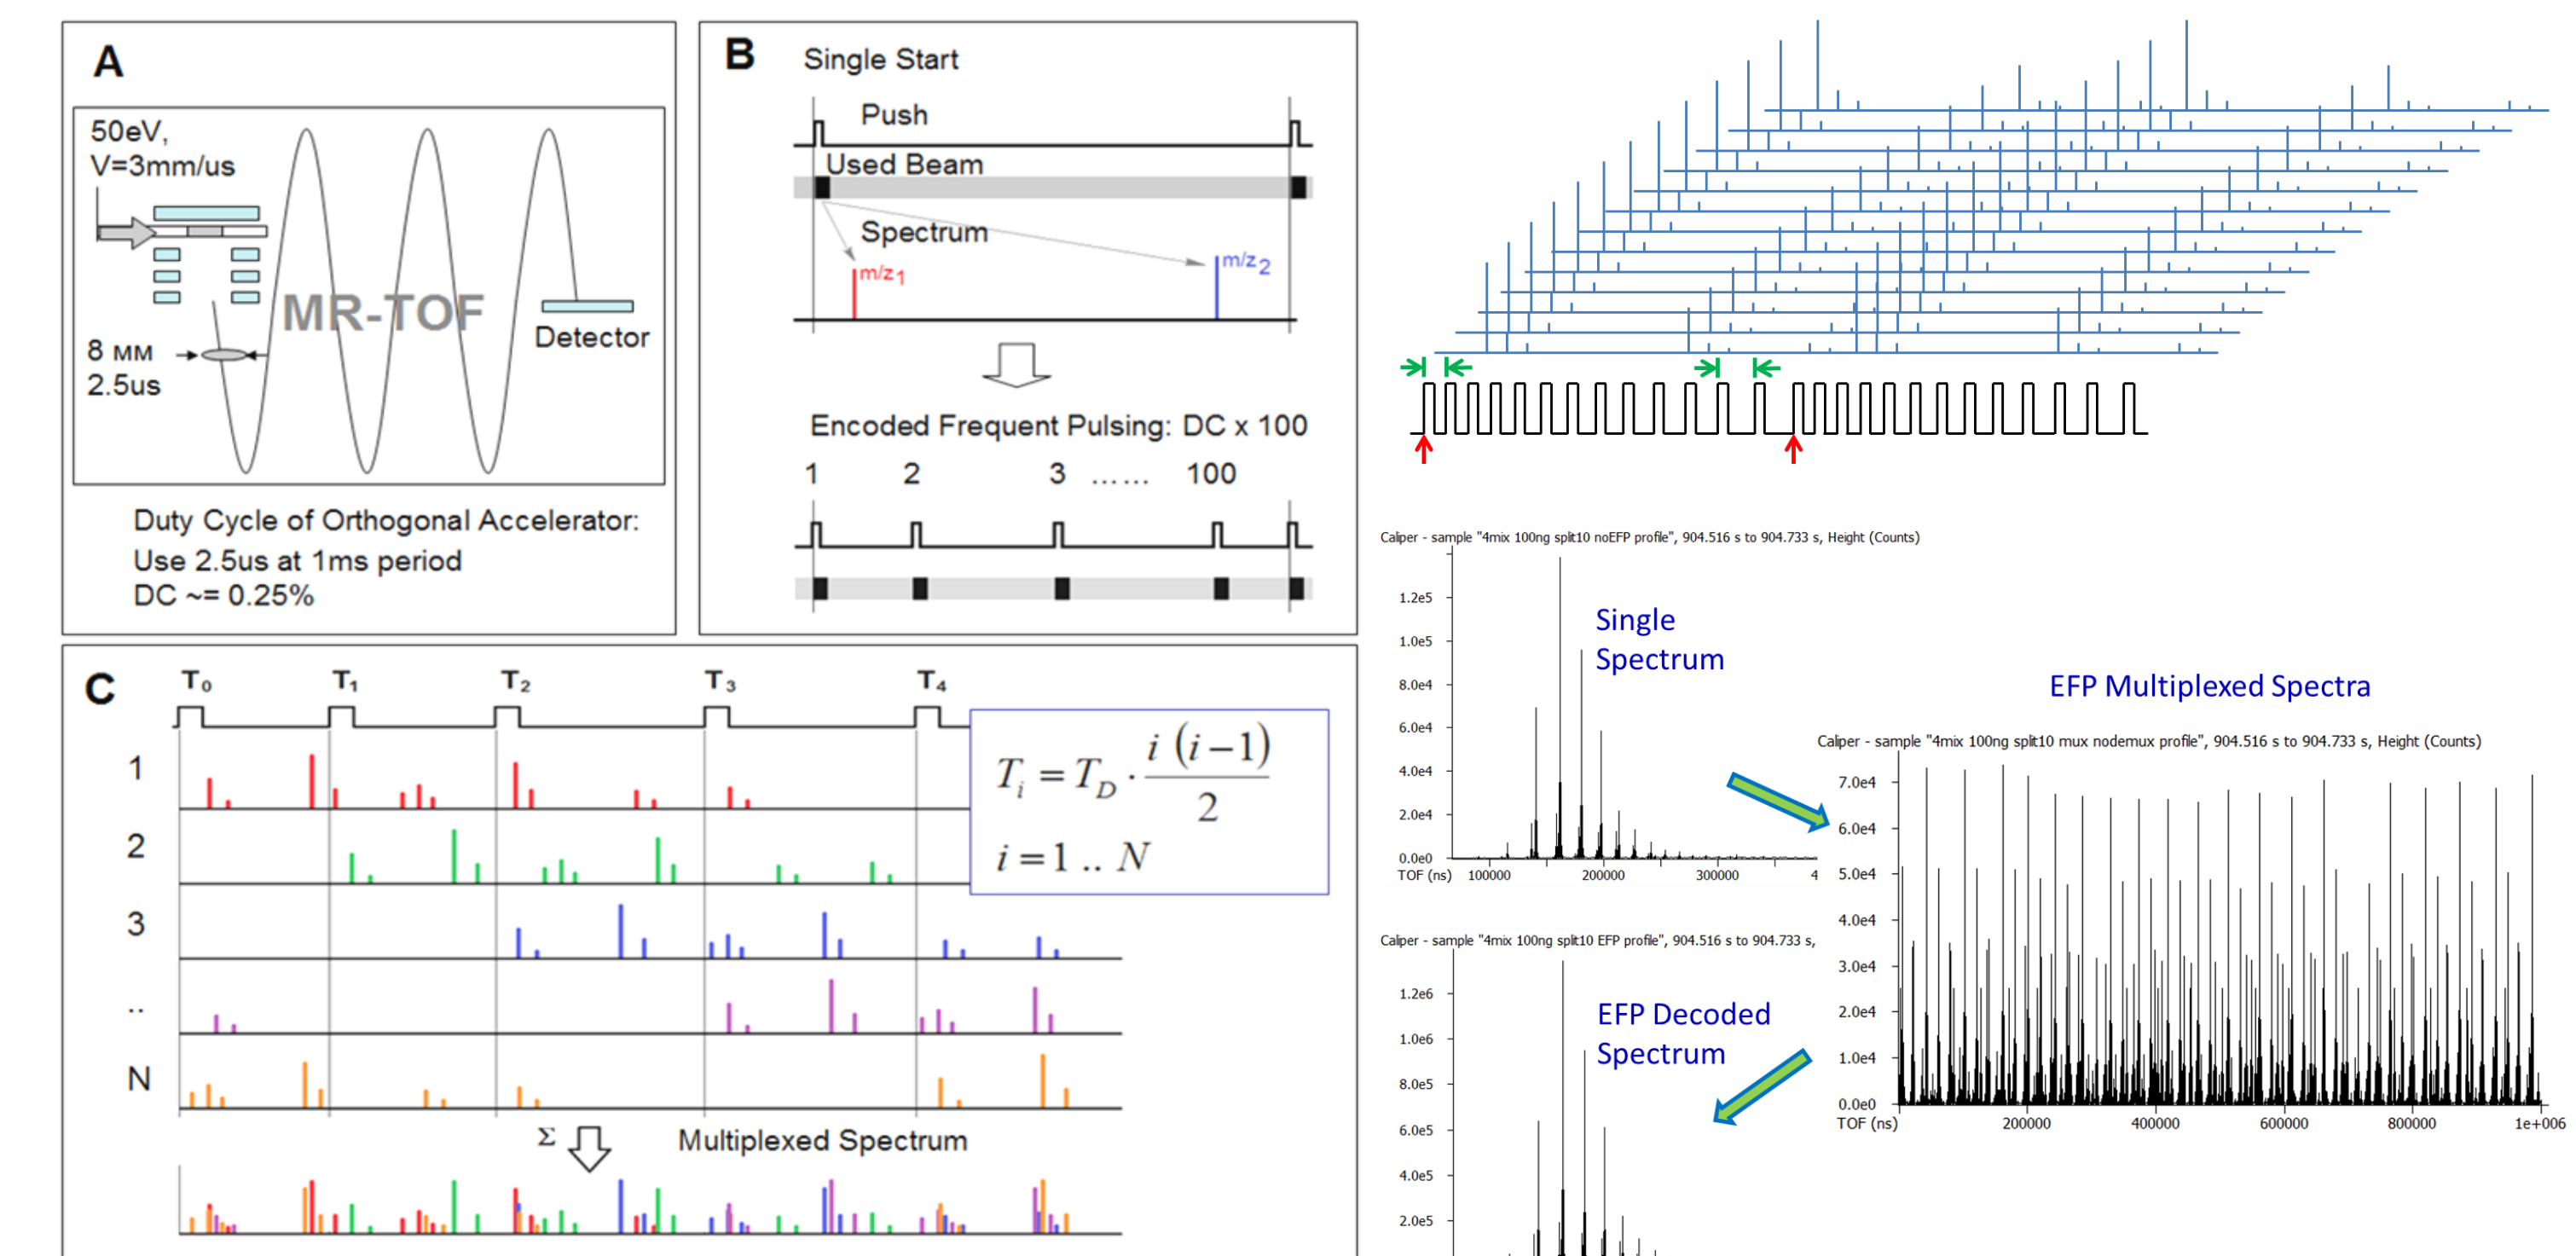 A
50eV,
V=3mm/us
MR-TOF
Detector
8 мм
2.5us
Duty Cycle of Orthogonal Accelerator:
Use 2.5us at 1ms period
DC ~= 0.25%
B
Single Start
Push
Used Beam
Spectrum
m/z1
m/z2
Encoded Frequent Pulsing: DC x 100
1 2 3 ...... 100
C
T0 T1 T2 T3 T4
1
2
3
..
N
Ti = TD · i (i−1) / 2
i = 1 .. N
Σ
Multiplexed Spectrum
Caliper - sample "4mix 100ng split10 noEFP profile", 904.516 s to 904.733 s, Height (Counts)
1.2e5
1.0e5
8.0e4
6.0e4
4.0e4
2.0e4
0.0e0
TOF (ns) 100000 200000 300000 4
Single
Spectrum
EFP Multiplexed Spectra
Caliper - sample "4mix 100ng split10 mux nodemux profile", 904.516 s to 904.733 s, Height (Counts)
7.0e4
6.0e4
5.0e4
4.0e4
3.0e4
2.0e4
1.0e4
0.0e0
TOF (ns) 200000 400000 600000 800000 1e+006
Caliper - sample "4mix 100ng split10 EFP profile", 904.516 s to 904.733 s,
1.2e6
1.0e6
8.0e5
6.0e5
4.0e5
2.0e5
EFP Decoded
Spectrum